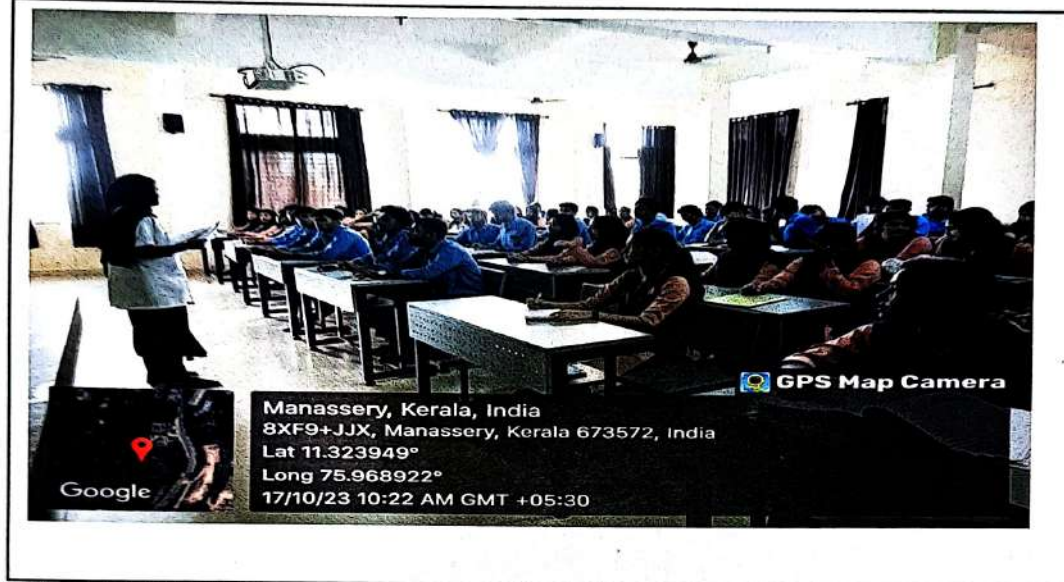 GPS Map Camera
Manassery, Kerala, India
8XF9+JJX, Manassery, Kerala 673572, India
Lat 11.323949°
Long 75.968922°
17/10/23 10:22 AM GMT +05:30
Google